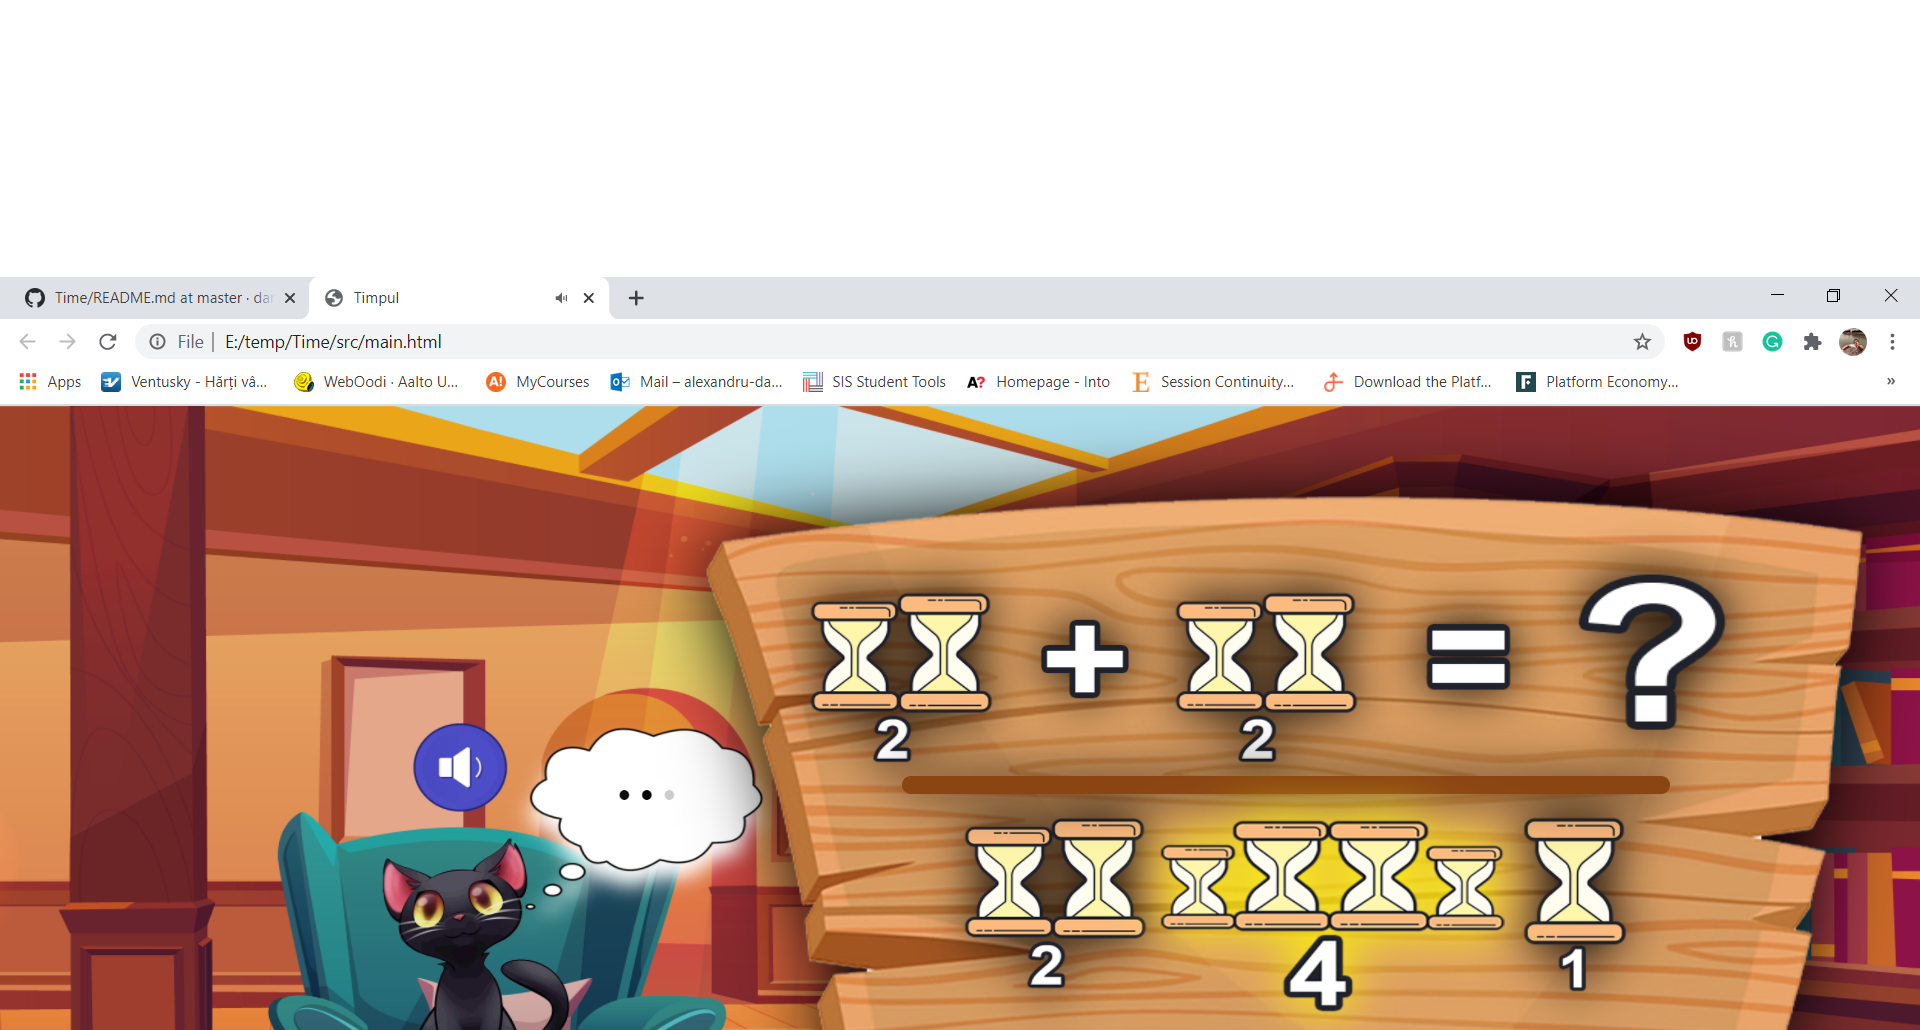 Time/README.md at master · da
Timpul
File | E:/temp/Time/src/main.html
Apps Ventusky - Hărți vâ... WebOodi · Aalto U... MyCourses Mail – alexandru-da... SIS Student Tools A? Homepage - Into E Session Continuity... Download the Platf... F Platform Economy... »
+ = ?
2 2
2 4 1